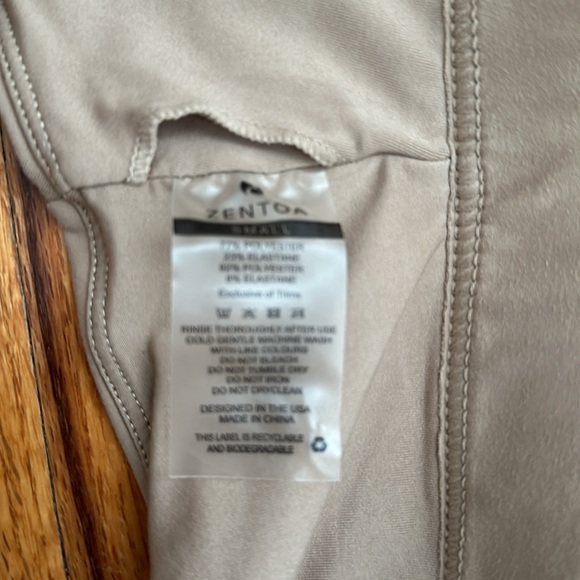 ZENTOA
SMALL
77% POLYESTER
23% ELASTANE
POLYESTER
ELASTANE
Exclusive of Trims
RINSE THOROUGHLY AFTER USE
COLD GENTLE MACHINE WASH
WITH LIKE COLOURS
DO NOT BLEACH
DO NOT TUMBLE DRY
DO NOT IRON
DO NOT DRYCLEAN
DESIGNED IN THE USA
MADE IN CHINA
THIS LABEL IS RECYCLABLE
AND BIODEGRADABLE